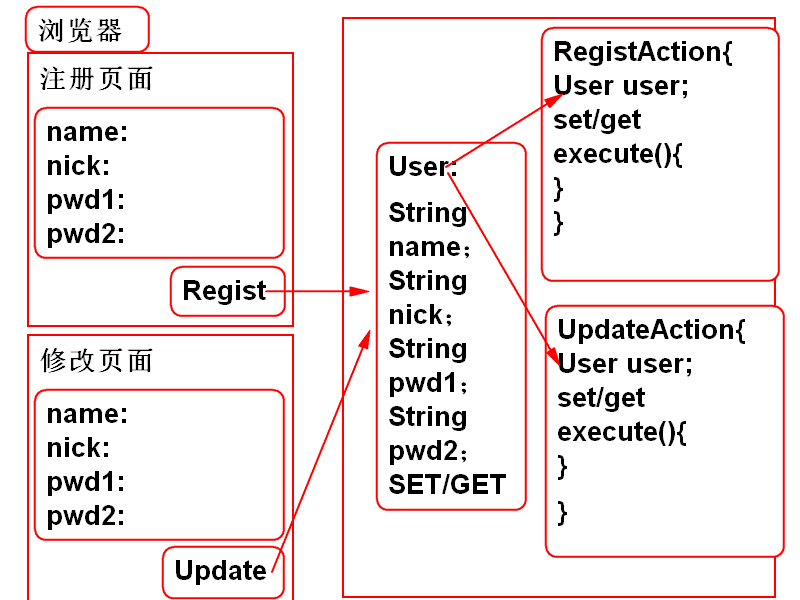 浏览器
注册页面
name:
nick:
pwd1:
pwd2:
Regist
修改页面
name:
nick:
pwd1:
pwd2:
Update
User:
String
name；
String
nick；
String
pwd1；
String
pwd2；
SET/GET
RegistAction{
User user;
set/get
execute(){
}
}
UpdateAction{
User user;
set/get
execute(){
}
}